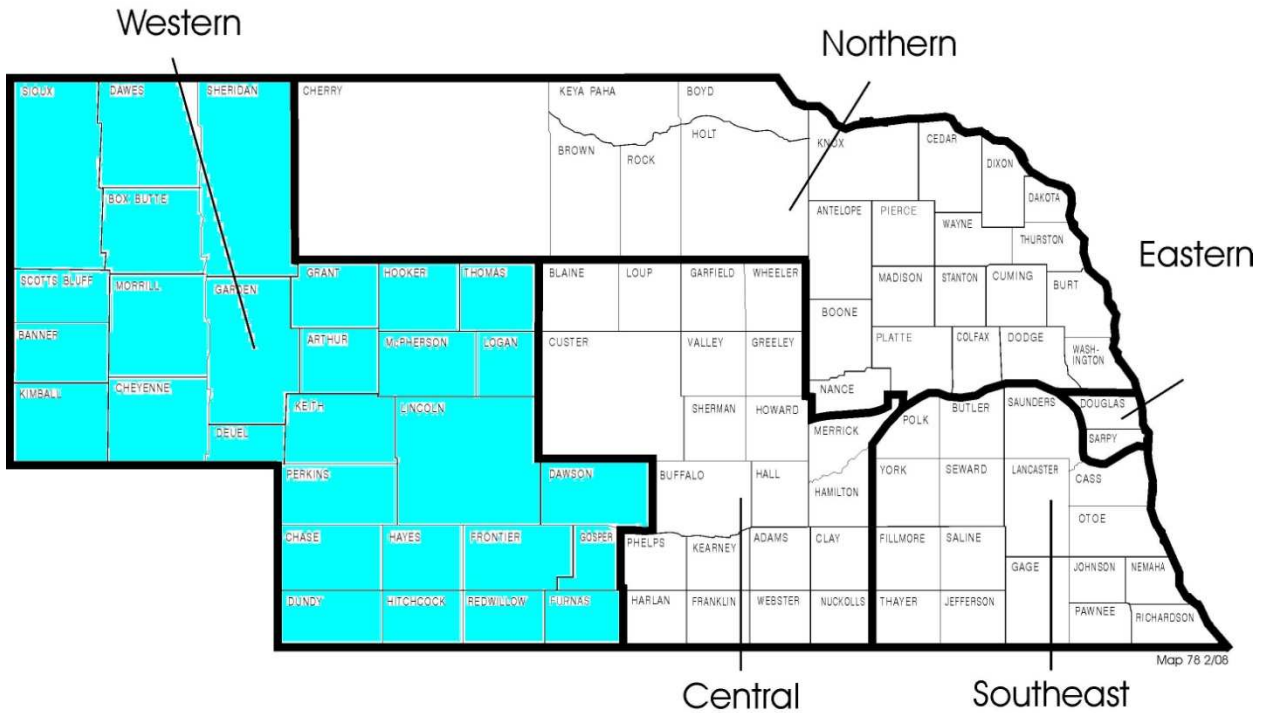 Western
Northern
Eastern
SIOUX
DAWES
SHERIDAN
CHERRY
KEYA PAHA
BOYD
HOLT
BROWN
ROCK
KNOX
CEDAR
DIXON
DAKOTA
BOX BUTTE
ANTELOPE
PIERCE
WAYNE
THURSTON
SCOTTS BLUFF
MORRILL
GARDEN
GRANT
HOOKER
THOMAS
BLAINE
LOUP
GARFIELD
WHEELER
MADISON
STANTON
CUMING
BURT
BANNER
ARTHUR
McPHERSON
LOGAN
CUSTER
VALLEY
GREELEY
BOONE
PLATTE
COLFAX
DODGE
WASH-
INGTON
KIMBALL
CHEYENNE
DEUEL
KEITH
LINCOLN
SHERMAN
HOWARD
NANCE
MERRICK
POLK
BUTLER
SAUNDERS
DOUGLAS
SARPY
PERKINS
DAWSON
BUFFALO
HALL
HAMILTON
YORK
SEWARD
LANCASTER
CASS
OTOE
CHASE
HAYES
FRONTIER
GOSPER
PHELPS
KEARNEY
ADAMS
CLAY
FILLMORE
SALINE
GAGE
JOHNSON
NEMAHA
DUNDY
HITCHCOCK
REDWILLOW
FURNAS
HARLAN
FRANKLIN
WEBSTER
NUCKOLLS
THAYER
JEFFERSON
PAWNEE
RICHARDSON
Map 78 2/08
Central
Southeast